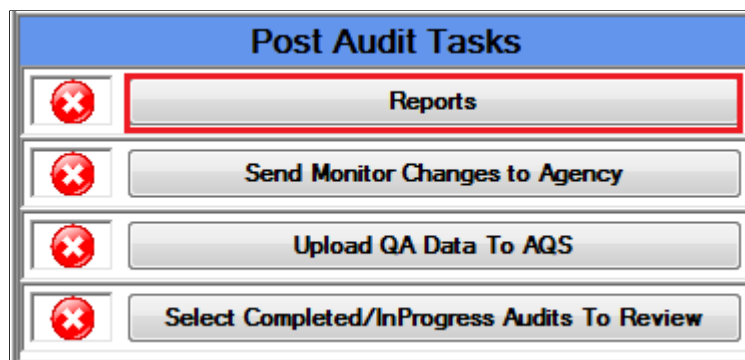 Post Audit Tasks
Reports
Send Monitor Changes to Agency
Upload QA Data To AQS
Select Completed/InProgress Audits To Review